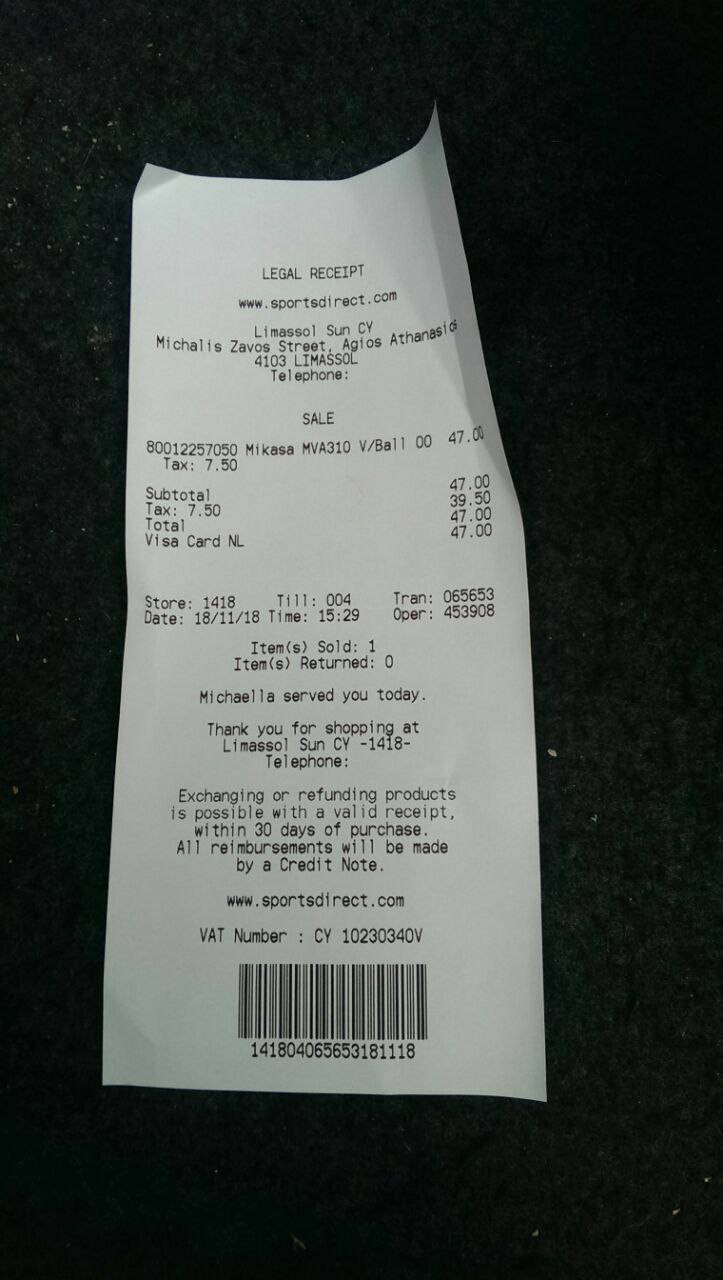 LEGAL RECEIPT
www.sportsdirect.com
Limassol Sun CY
Michalis Zavos Street, Agios Athanasios
4103 LIMASSOL
Telephone:
SALE
80012257050 Mikasa MVA310 V/Ball 00 47.00
Tax: 7.50
Subtotal 47.00
Tax: 7.50 39.50
Total 47.00
Visa Card NL 47.00
Store: 1418 Till: 004 Tran: 065653
Date: 18/11/18 Time: 15:29 Oper: 453908
Item(s) Sold: 1
Item(s) Returned: 0
Michaella served you today.
Thank you for shopping at
Limassol Sun CY -1418-
Telephone:
Exchanging or refunding products
is possible with a valid receipt,
within 30 days of purchase.
All reimbursements will be made
by a Credit Note.
www.sportsdirect.com
VAT Number : CY 10230340V
141804065653181118